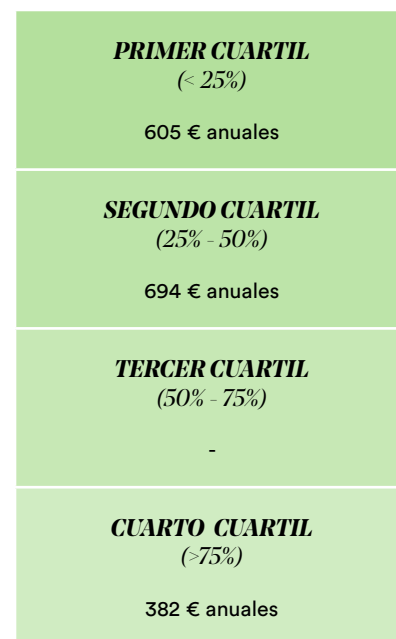 PRIMER CUARTIL
(< 25%)
605 € anuales
SEGUNDO CUARTIL
(25% - 50%)
694 € anuales
TERCER CUARTIL
(50% - 75%)
-
CUARTO CUARTIL
(>75%)
382 € anuales